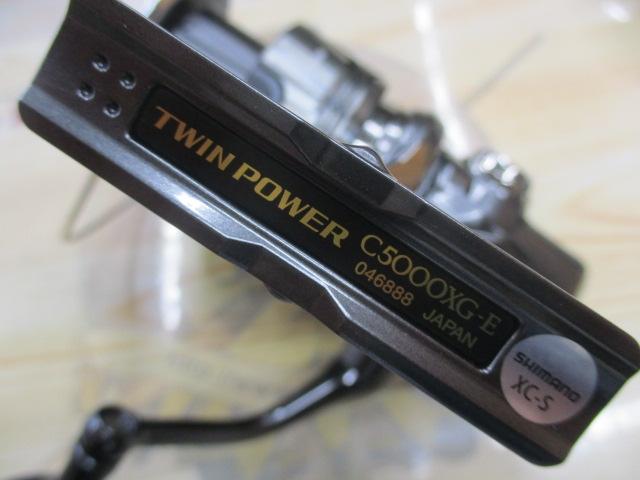 TWIN POWER C5000XG-E
046888 JAPAN
SHIMANO
XC-S